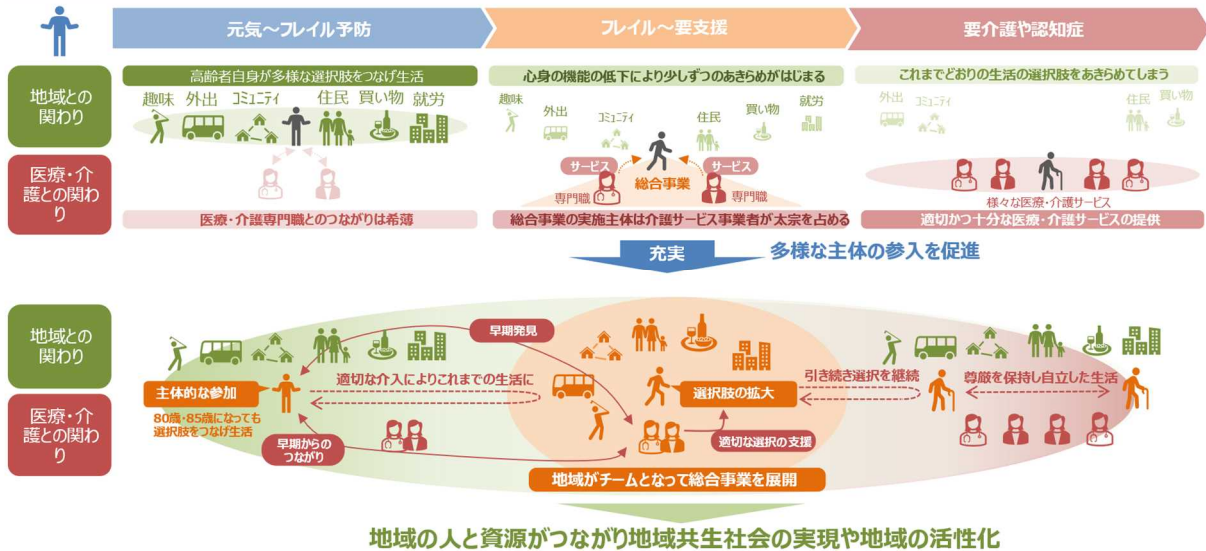 元気～フレイル予防
フレイル～要支援
要介護や認知症
地域との
関わり
高齢者自身が多様な選択肢をつなげ生活
心身の機能の低下により少しずつのあきらめがはじまる
これまでどおりの生活の選択肢をあきらめてしまう
趣味 外出 コミュニティ 住民 買い物 就労
趣味 外出 コミュニティ 住民 買い物 就労
外出 コミュニティ 住民 買い物
医療・介
護との関わ
り
サービス サービス
総合事業
専門職 専門職
様々な医療・介護サービス
医療・介護専門職とのつながりは希薄
総合事業の実施主体は介護サービス事業者が太宗を占める
適切かつ十分な医療・介護サービスの提供
充実
多様な主体の参入を促進
地域との
関わり
早期発見
主体的な参加
適切な介入によりこれまでの生活に
選択肢の拡大
引き続き選択を継続
尊厳を保持し自立した生活
医療・介
護との関わ
り
80歳・85歳になっても
選択肢をつなげ生活
早期からの
つながり
適切な選択の支援
地域がチームとなって総合事業を展開
地域の人と資源がつながり地域共生社会の実現や地域の活性化